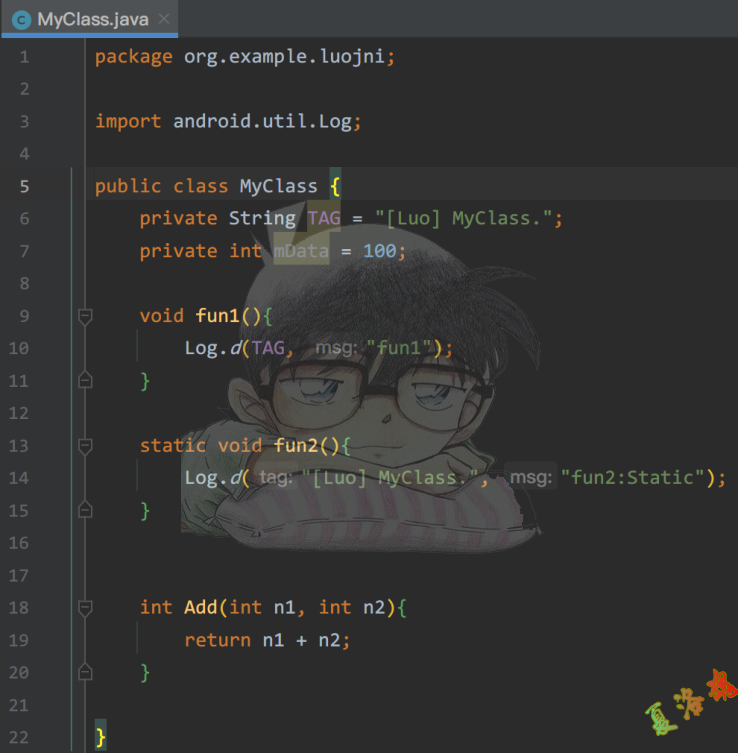 MyClass.java
1 package org.example.luojni;
2
3 import android.util.Log;
4
5 public class MyClass {
6 private String TAG = "[Luo] MyClass.";
7 private int mData = 100;
8
9 void fun1(){
10 Log.d(TAG, msg: "fun1");
11 }
12
13 static void fun2(){
14 Log.d( tag: "[Luo] MyClass.", msg: "fun2:Static");
15 }
16
17
18 int Add(int n1, int n2){
19 return n1 + n2;
20 }
21
22 }
夏洛